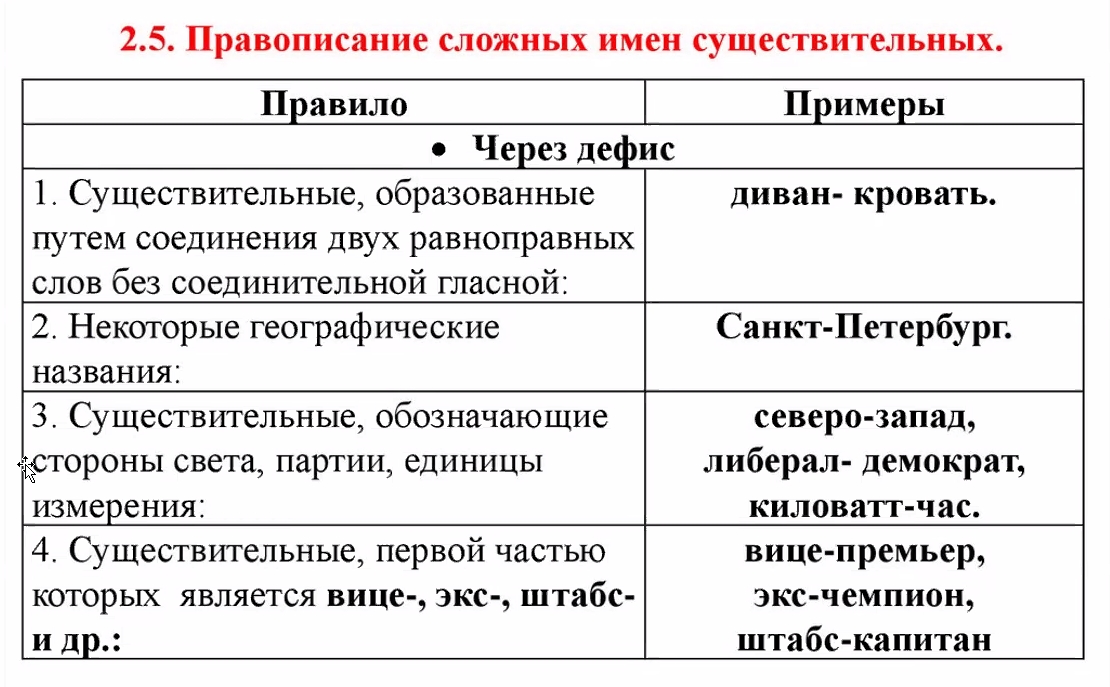 2.5. Правописание сложных имен существительных.
Правило
Примеры
• Через дефис
1. Существительные, образованные
путем соединения двух равноправных
слов без соединительной гласной:
диван- кровать.
2. Некоторые географические
названия:
Санкт-Петербург.
3. Существительные, обозначающие
стороны света, партии, единицы
измерения:
северо-запад,
либерал- демократ,
киловатт-час.
4. Существительные, первой частью
которых является вице-, экс-, штабс-
и др.:
вице-премьер,
экс-чемпион,
штабс-капитан